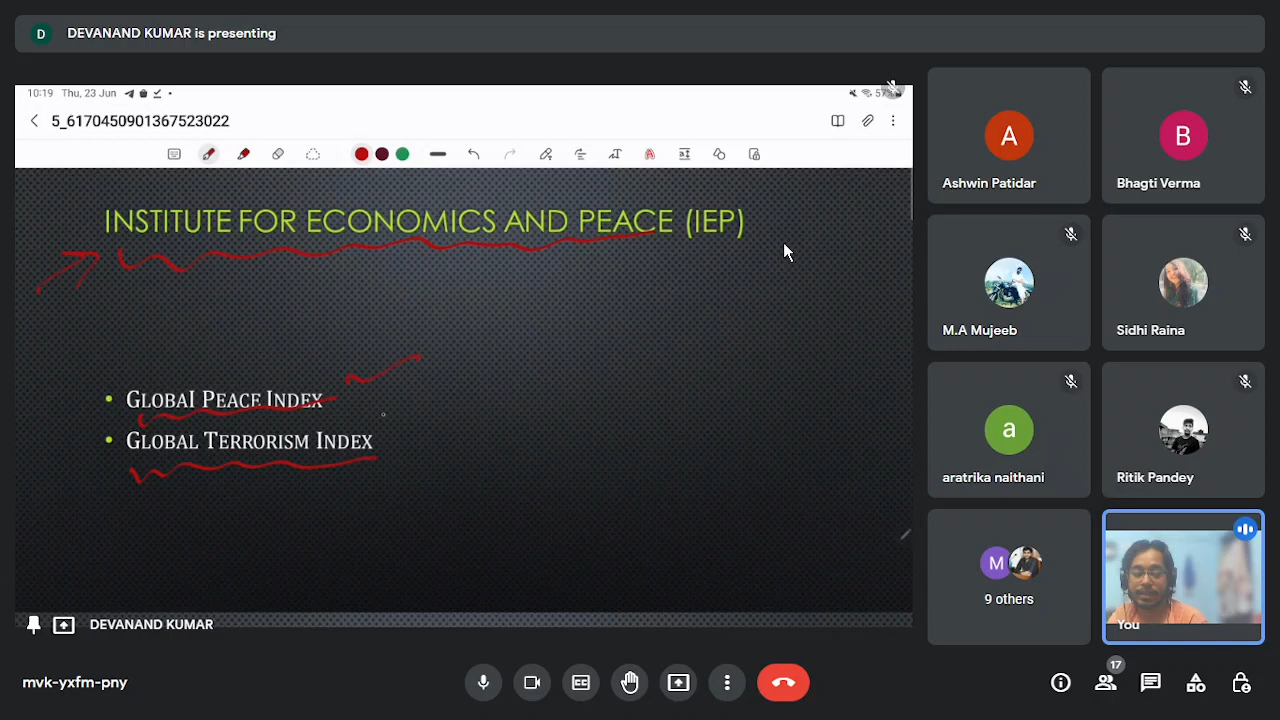 D DEVANAND KUMAR is presenting
10:19 Thu, 23 Jun 57%
5_6170450901367523022
INSTITUTE FOR ECONOMICS AND PEACE (IEP)
• GLOBAL PEACE INDEX
• GLOBAL TERRORISM INDEX
DEVANAND KUMAR
A
Ashwin Patidar
B
Bhagti Verma
M.A Mujeeb
Sidhi Raina
a
aratrika naithani
Ritik Pandey
M
9 others
You
mvk-yxfm-pny
CC
17